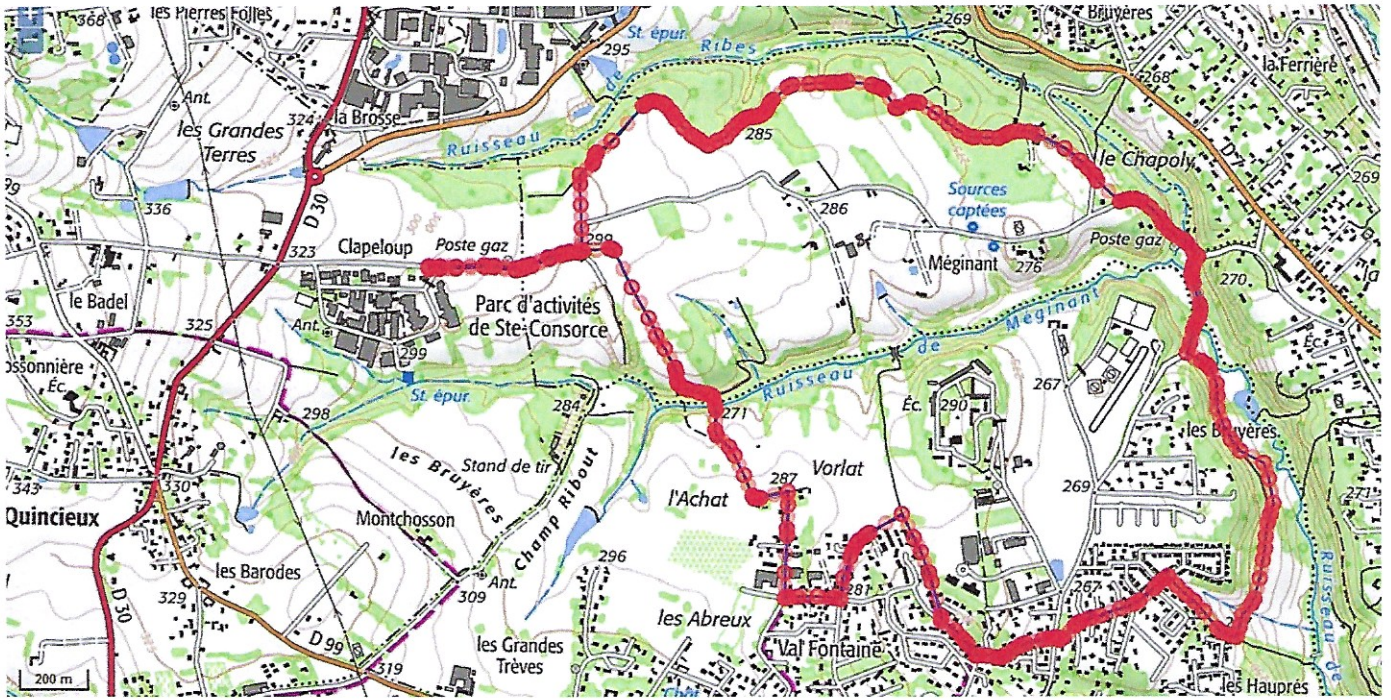 les Pierres Folles
368
St. épur.
295
Ribes
269
Bruyères
la Ferrière
268
Ant.
la Brosse
324
les Grandes
Terres
Ruisseau
de
285
le Chapoly
D 7
269
336
D 30
300
Sources
captées
286
323
Clapeloup
Poste gaz
299
Poste gaz
Méginant
276
270
le Badel
Parc d'activités
de Ste-Consorce
353
325
Ant.
299
Ruisseau
de
Méginant
Éc.
Éc.
St. épur.
267
298
284
271
Éc.
290
les Bruyères
Stand de tir
les Bruyères
Champ Ribout
287
Vorlat
l'Achat
343
330
269
271
Quincieux
Montchosson
Ant.
296
les Barodes
309
281
267
329
les Abreux
D 30
D 99
les Grandes
Trèves
Val Fontaine
Ruisseau de
319
200 m
les Hauprés